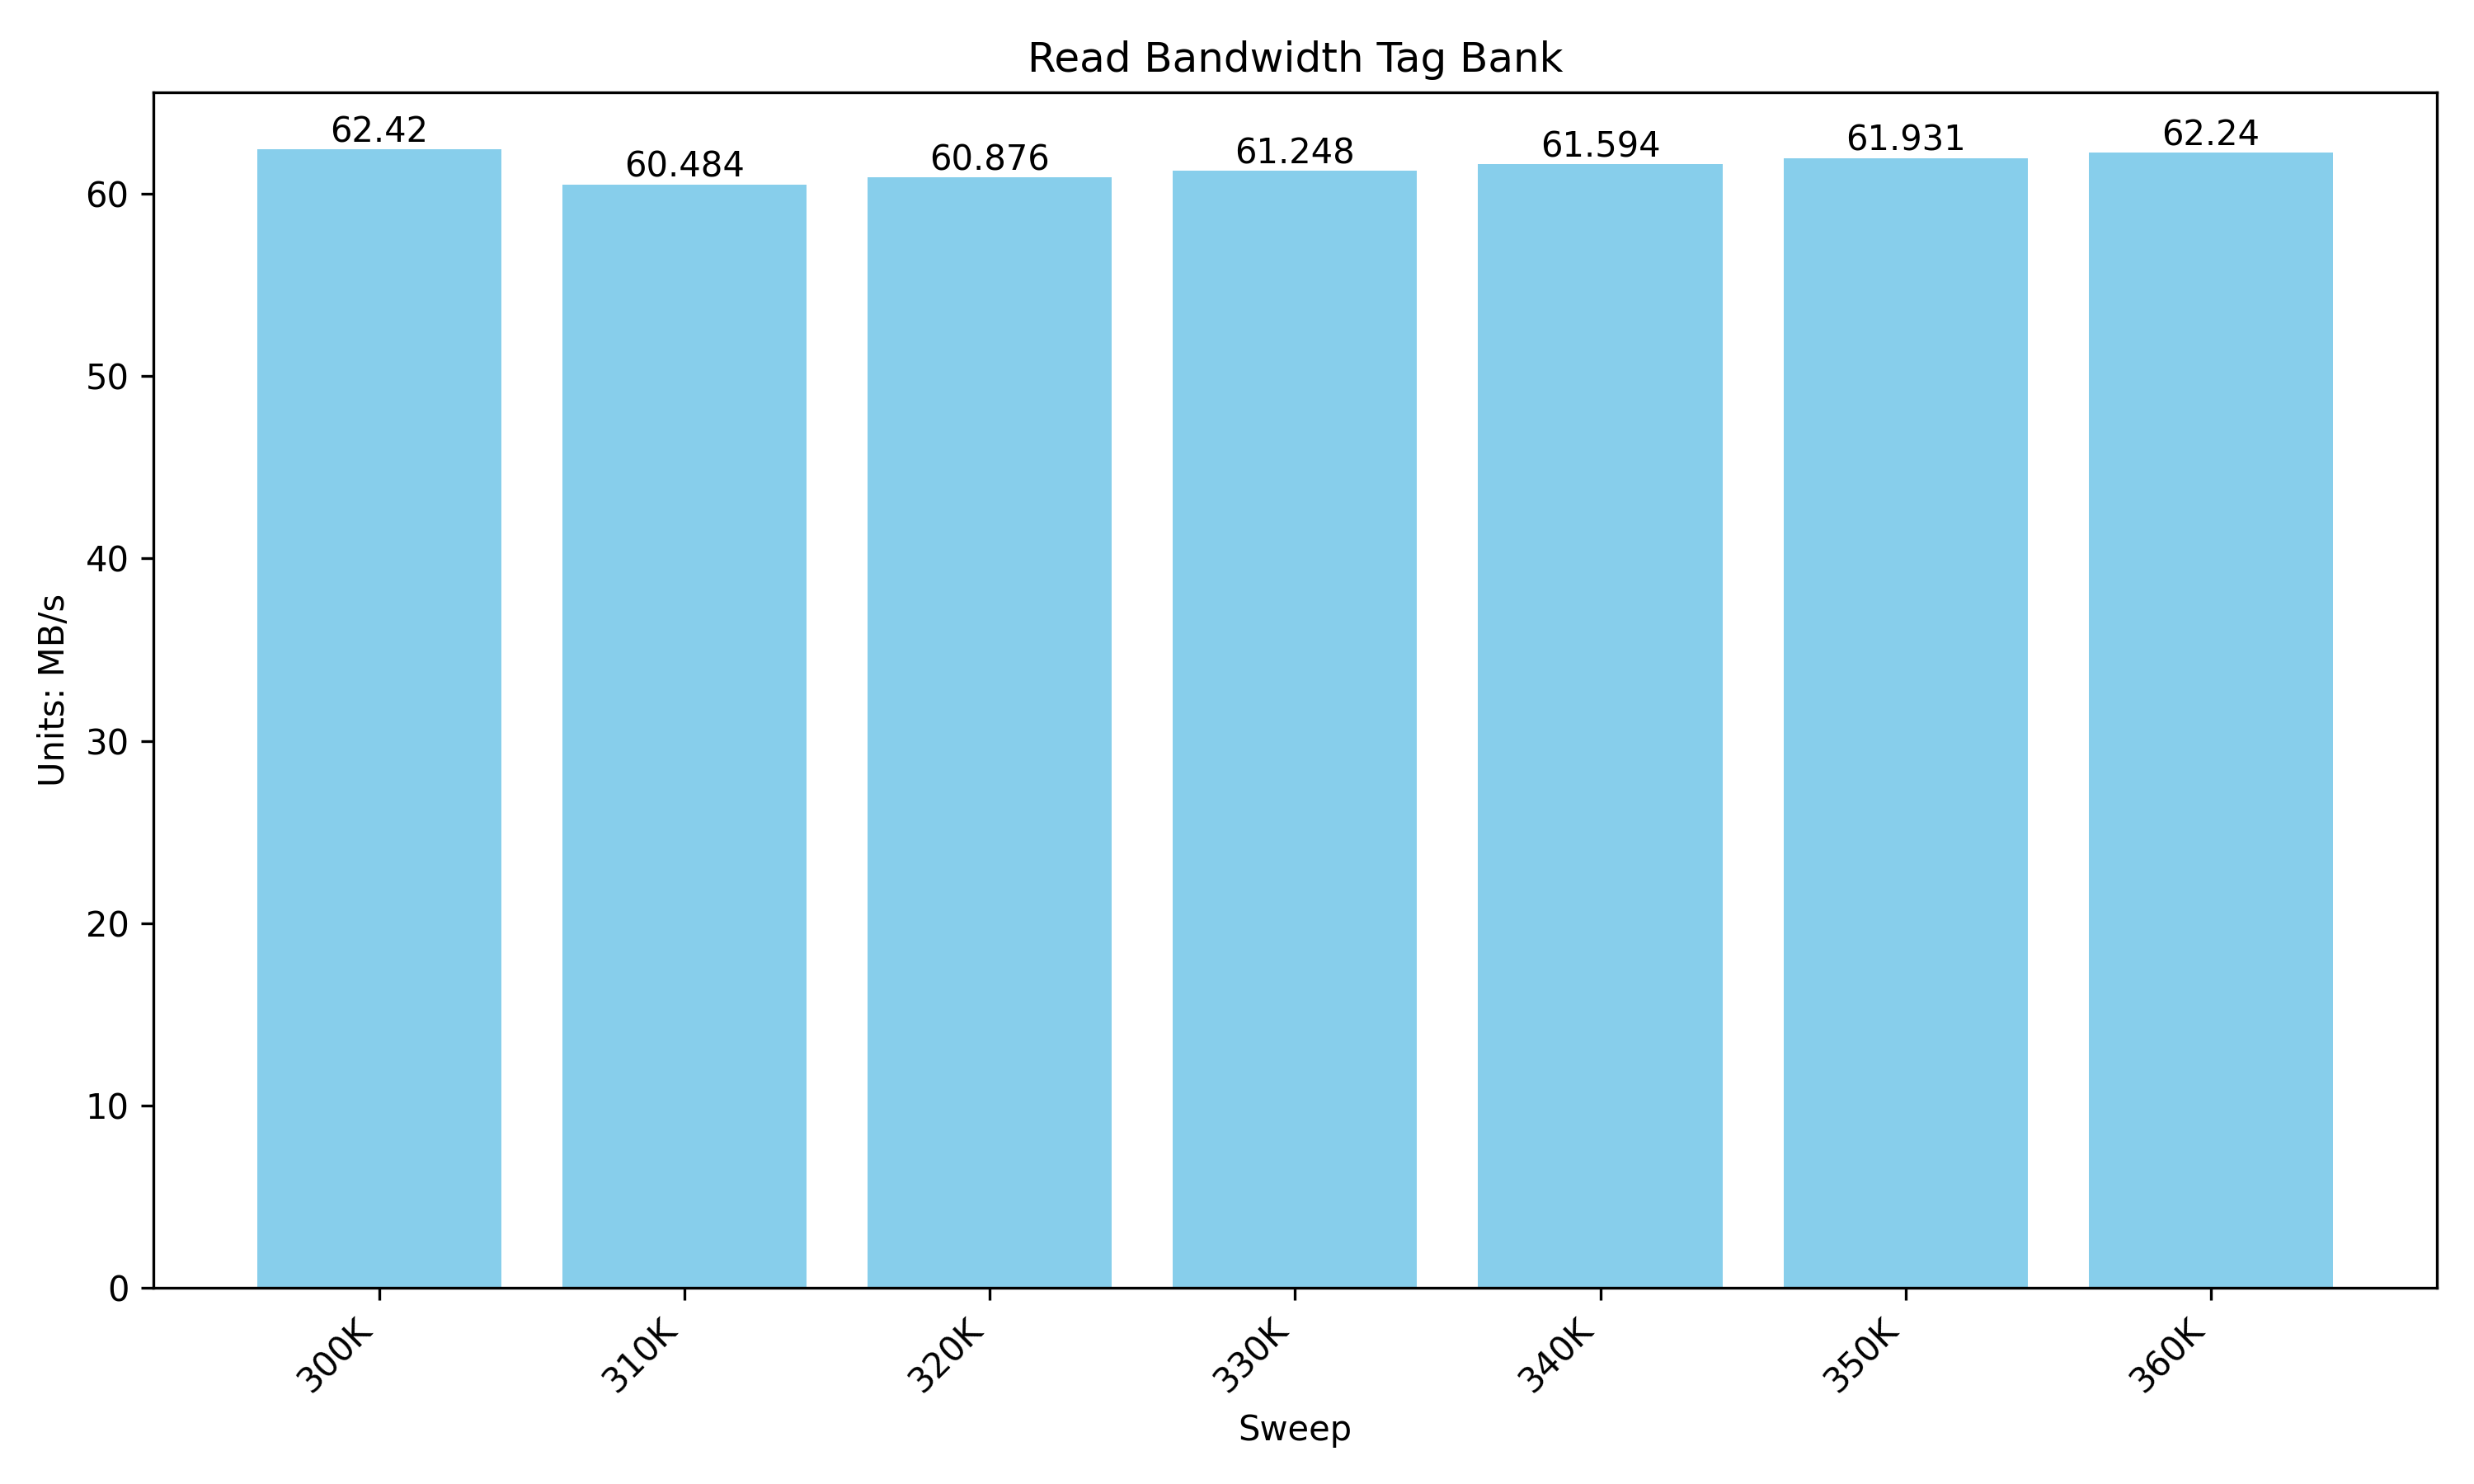 Read Bandwidth Tag Bank
62.42
60.484
60.876
61.248
61.594
61.931
62.24
60
50
40
30
20
10
0
Units: MB/s
300K
310K
320K
330K
340K
350K
360K
Sweep